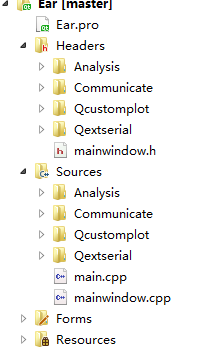 Ear [master]
Ear.pro
Headers
Analysis
Communicate
Qcustomplot
Qextserial
mainwindow.h
Sources
Analysis
Communicate
Qcustomplot
Qextserial
main.cpp
mainwindow.cpp
Forms
Resources